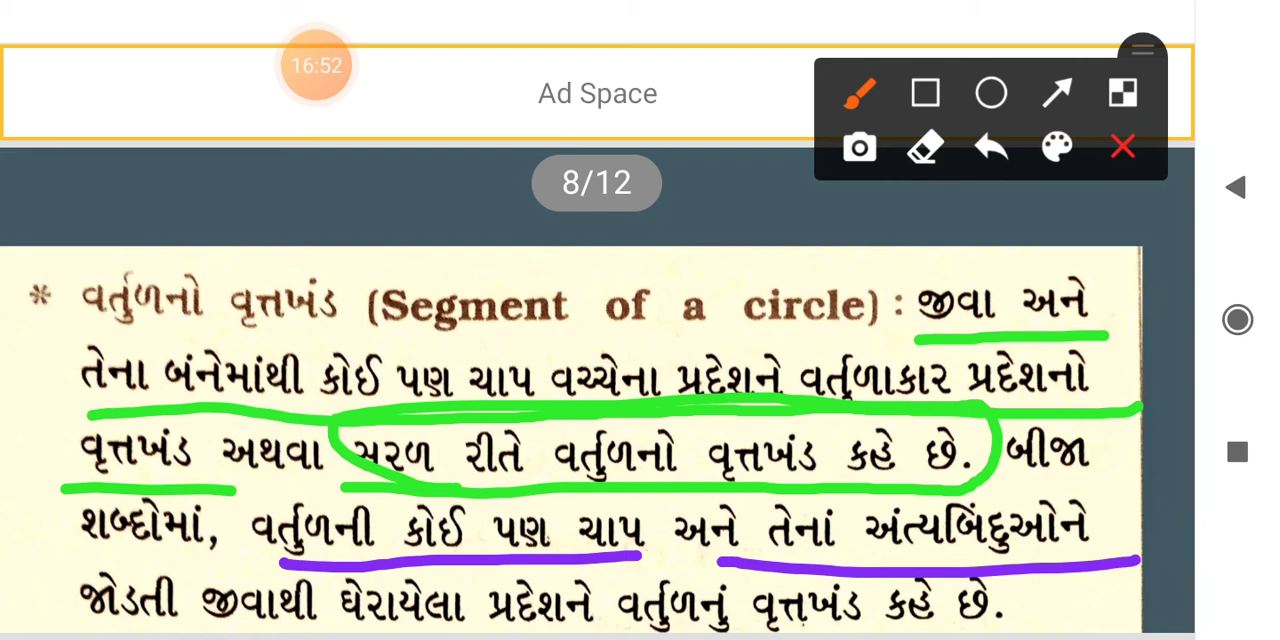 16:52
Ad Space
8/12
* વર્તુળનો વૃત્તખંડ (Segment of a circle) : જીવા અને
તેના બંનેમાંથી કોઈ પણ ચાપ વચ્ચેના પ્રદેશને વર્તુળાકાર પ્રદેશનો
વૃત્તખંડ અથવા સરળ રીતે વર્તુળનો વૃત્તખંડ કહે છે. બીજા
શબ્દોમાં, વર્તુળની કોઈ પણ ચાપ અને તેનાં અંત્યબિંદુઓને
જોડતી જીવાથી ઘેરાયેલા પ્રદેશને વર્તુળનું વૃત્તખંડ કહે છે.